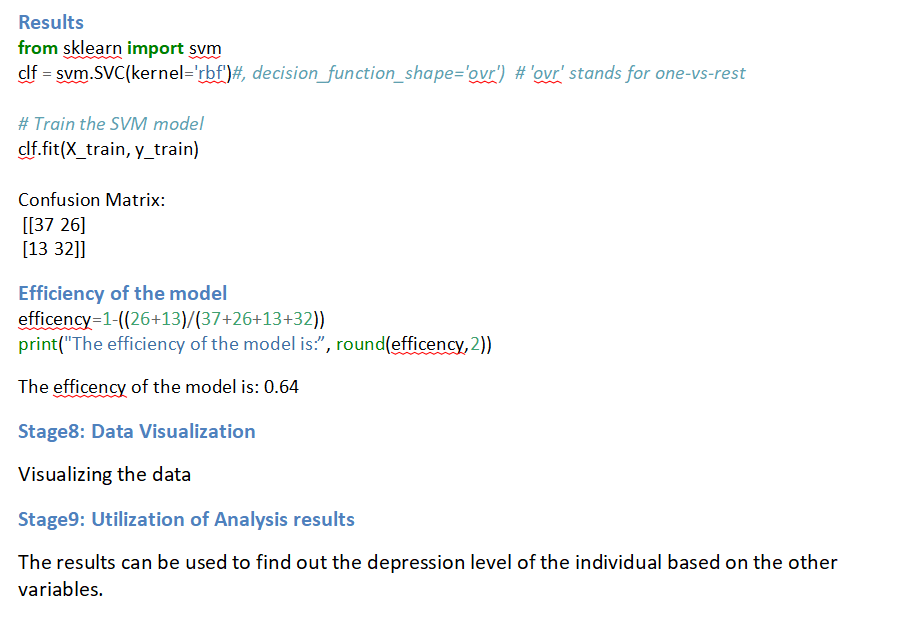 Results
from sklearn import svm
clf = svm.SVC(kernel='rbf')#, decision_function_shape='ovr')  # 'ovr' stands for one-vs-rest
# Train the SVM model
clf.fit(X_train, y_train)
Confusion Matrix:
[[37 26]
[13 32]]
Efficiency of the model
efficency=1-((26+13)/(37+26+13+32))
print("The efficiency of the model is:”, round(efficency,2))
The efficency of the model is: 0.64
Stage8: Data Visualization
Visualizing the data
Stage9: Utilization of Analysis results
The results can be used to find out the depression level of the individual based on the other
variables.